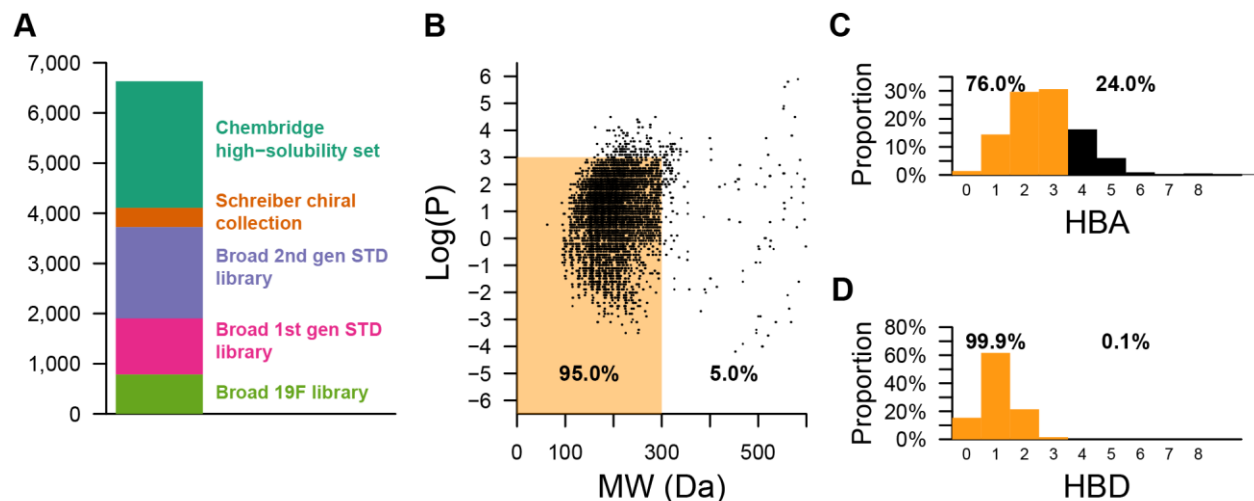 A
7,000
6,000
5,000
4,000
3,000
2,000
1,000
0
Chembridge
high−solubility set
Schreiber chiral
collection
Broad 2nd gen STD
library
Broad 1st gen STD
library
Broad 19F library
B
Log(P)
6
5
4
3
2
1
0
−1
−2
−3
−4
−5
−6
95.0%
5.0%
0 100 300 500
MW (Da)
C
Proportion
30%
20%
10%
0%
76.0%
24.0%
0 1 2 3 4 5 6 7 8
HBA
D
Proportion
80%
60%
40%
20%
0%
99.9%
0.1%
0 1 2 3 4 5 6 7 8
HBD